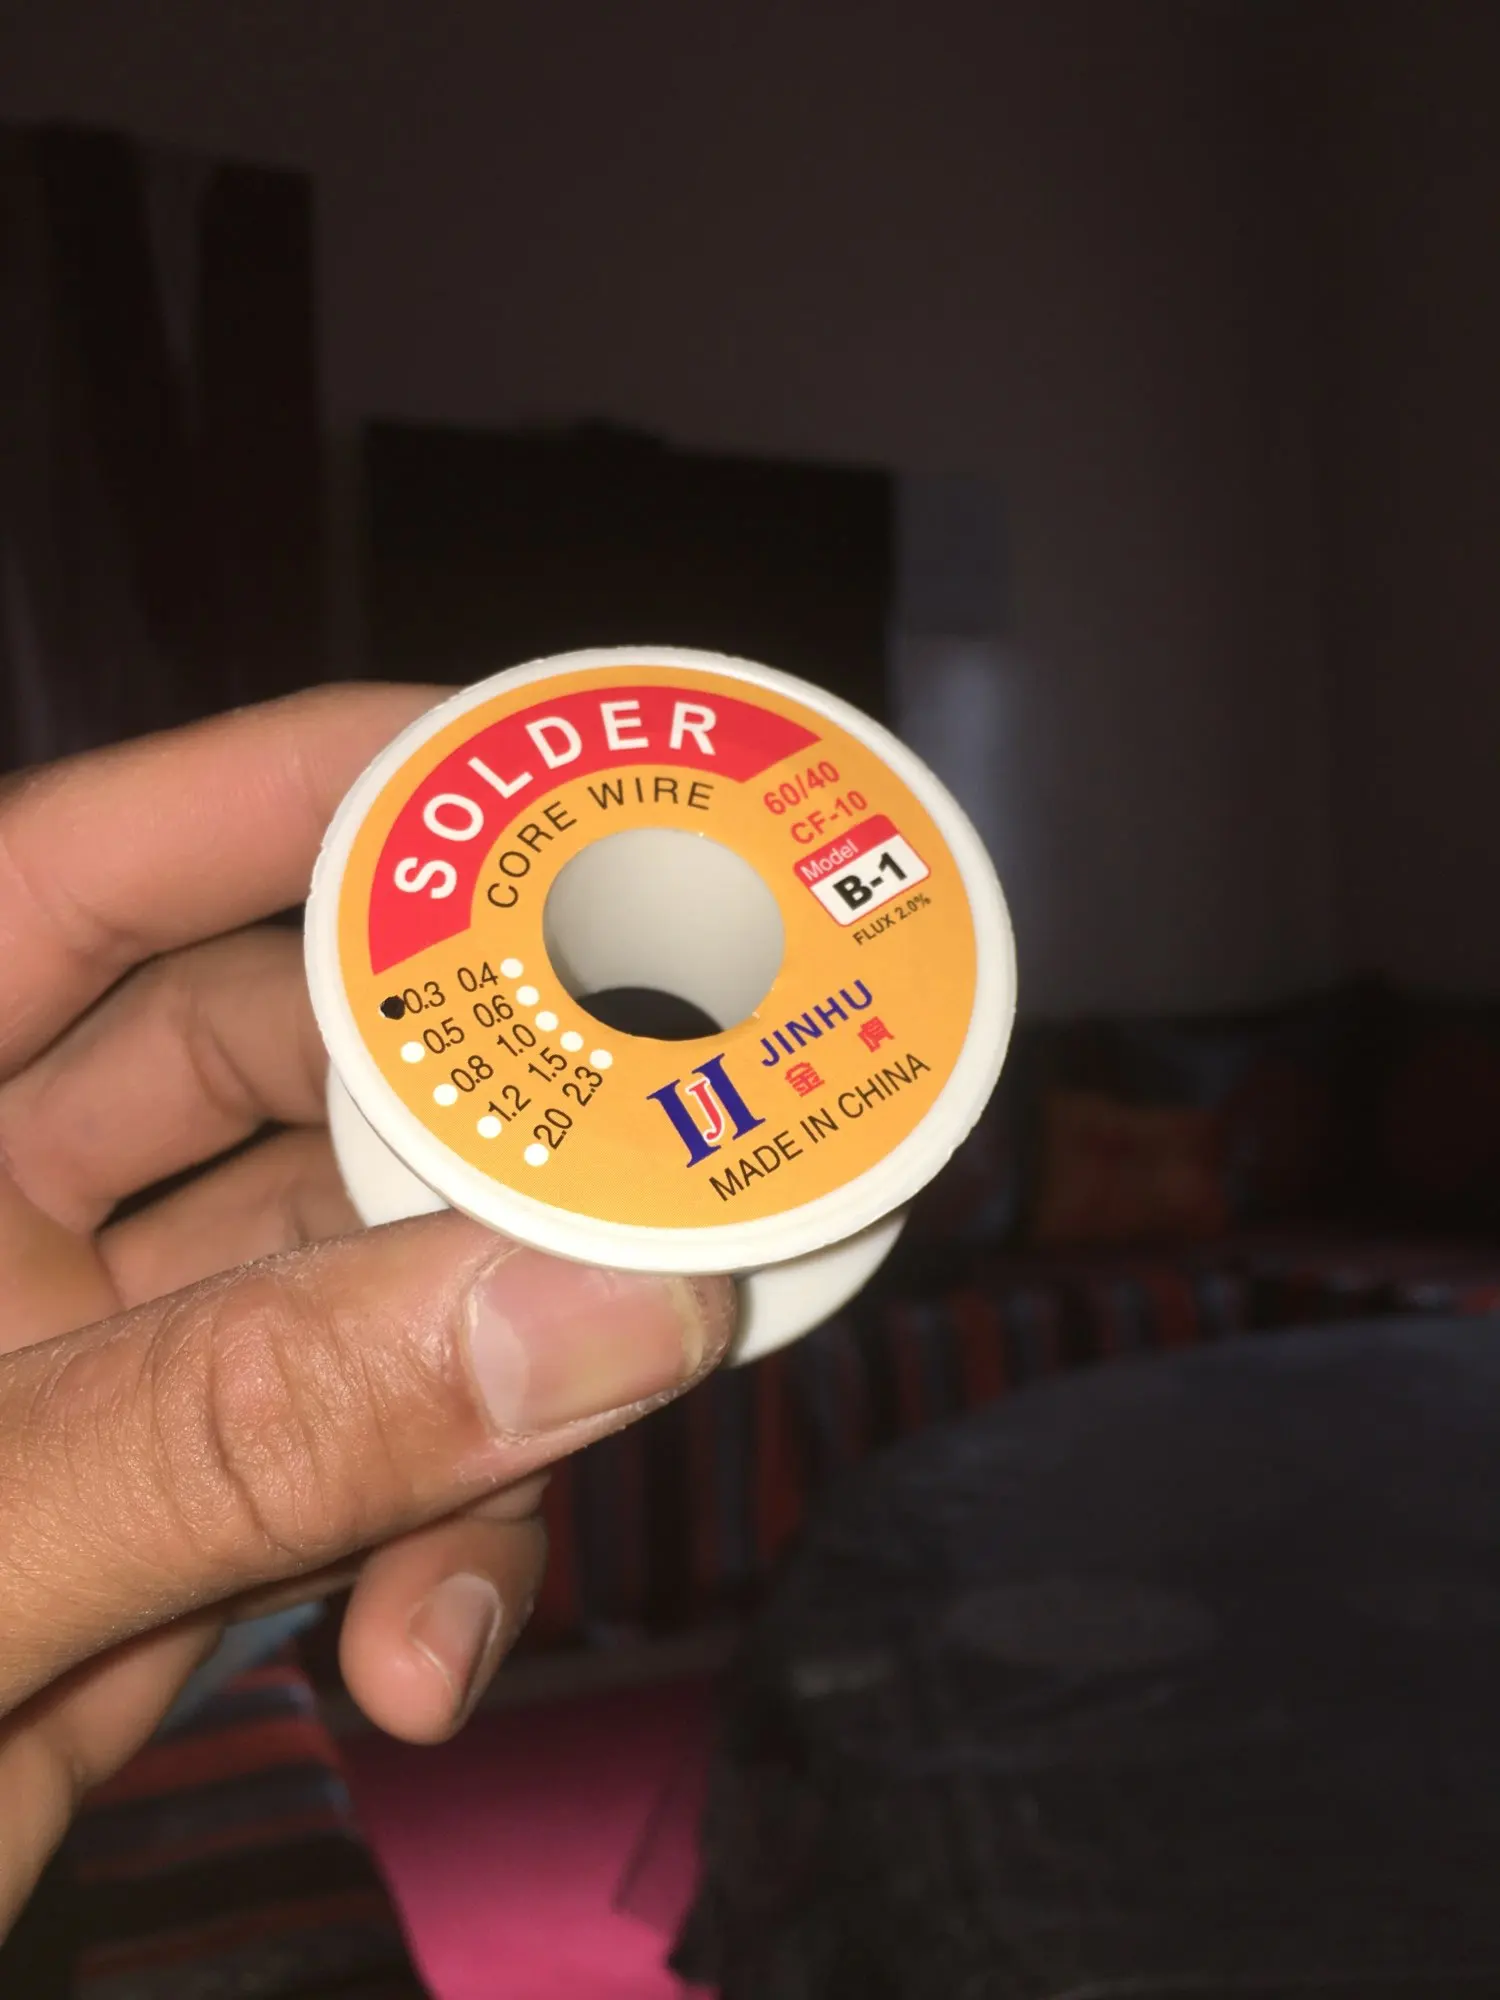 SOLDER
CORE WIRE
60/40
CF-10
Model
B-1
FLUX 2.0%
0.3 0.4
0.5 0.6
0.8 1.0
1.2 1.5
2.0 2.3
JINHU
金虎
J
MADE IN CHINA